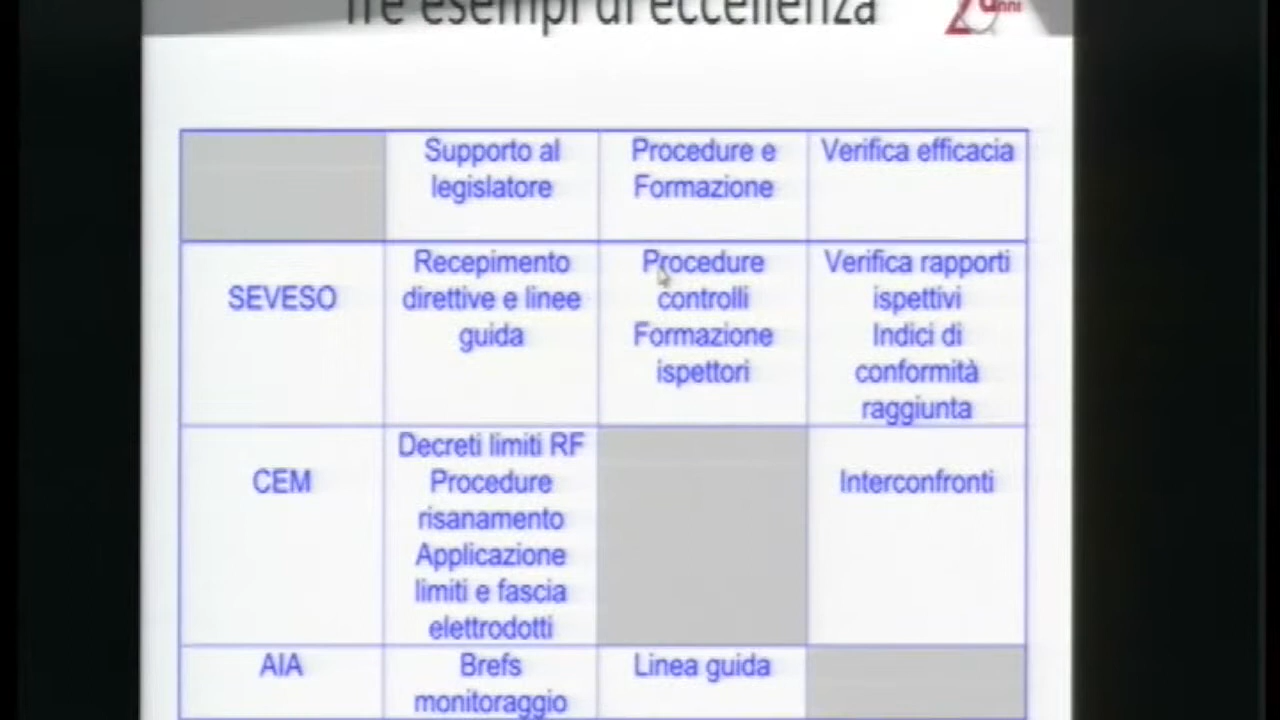 Tre esempi di eccellenza
20 anni
Supporto al
legislatore
Procedure e
Formazione
Verifica efficacia
SEVESO
Recepimento
direttive e linee
guida
Procedure
controlli
Formazione
ispettori
Verifica rapporti
ispettivi
Indici di
conformità
raggiunta
CEM
Decreti limiti RF
Procedure
risanamento
Applicazione
limiti e fascia
elettrodotti
Interconfronti
AIA
Brefs
monitoraggio
Linea guida